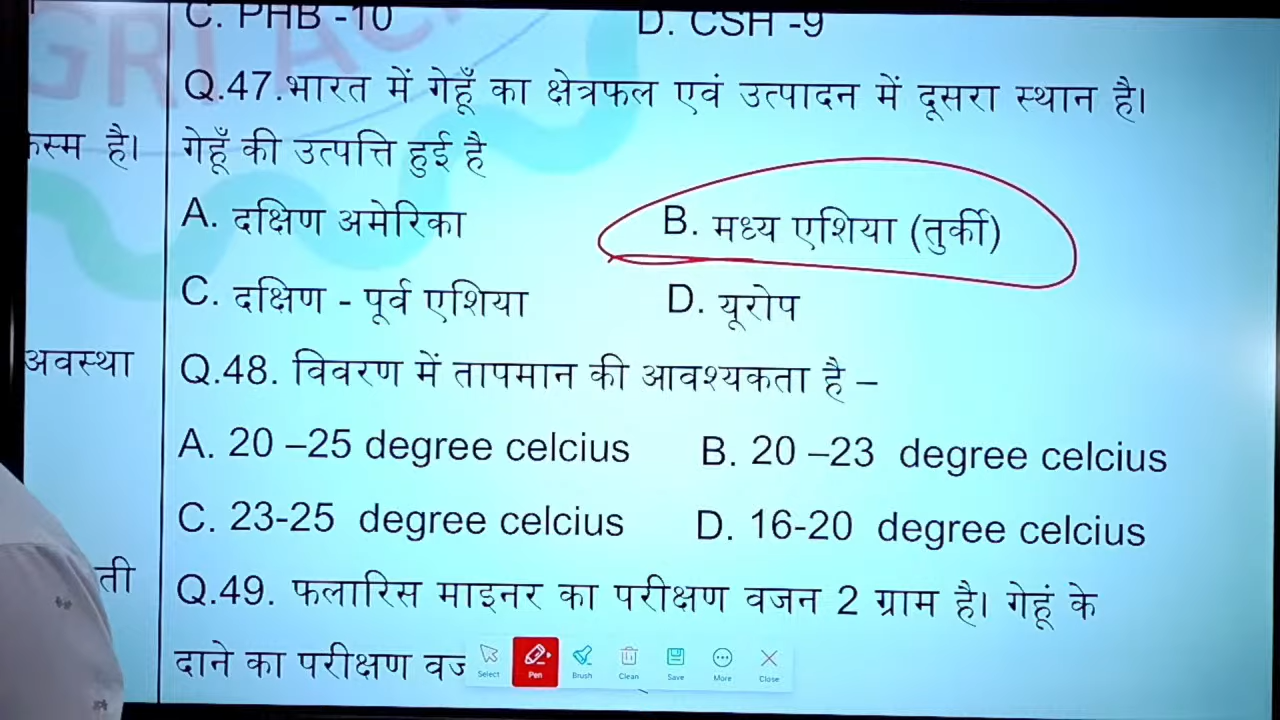 C. PHB -10 D. CSH -9
Q.47.भारत में गेहूँ का क्षेत्रफल एवं उत्पादन में दूसरा स्थान है।
है। गेहूँ की उत्पत्ति हुई है
A. दक्षिण अमेरिका B. मध्य एशिया (तुर्की)
C. दक्षिण - पूर्व एशिया D. यूरोप
अवस्था Q.48. विवरण में तापमान की आवश्यकता है –
A. 20 –25 degree celcius B. 20 –23 degree celcius
C. 23-25 degree celcius D. 16-20 degree celcius
ती Q.49. फलारिस माइनर का परीक्षण वजन 2 ग्राम है। गेहूं के
दाने का परीक्षण
Select Pen Brush Clean Save More Close